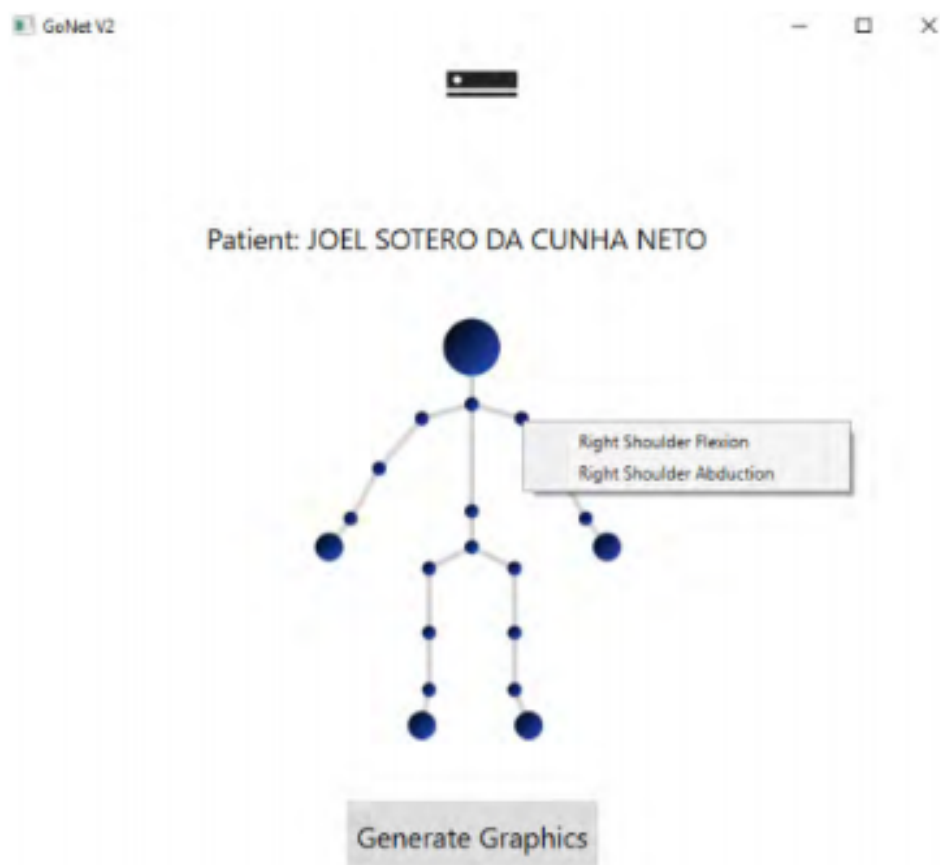 GoNet V2
Patient: JOEL SOTERO DA CUNHA NETO
Right Shoulder Flexion
Right Shoulder Abduction
Generate Graphics